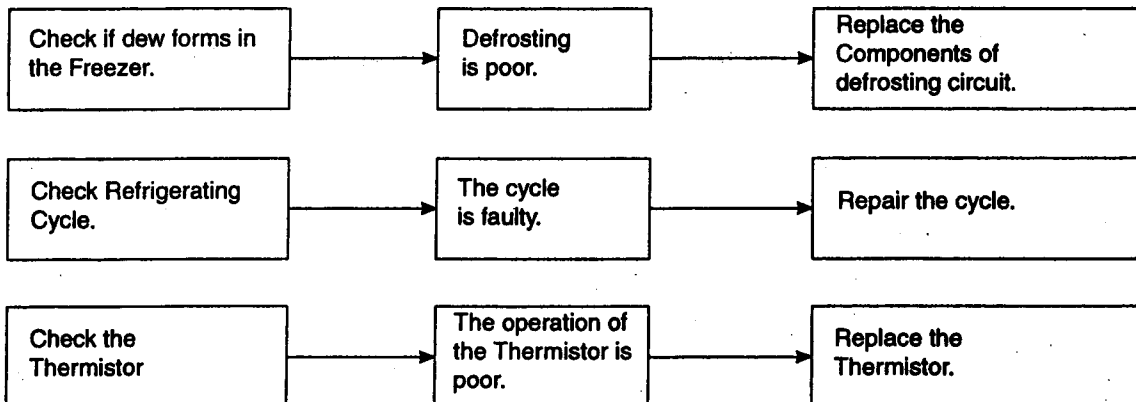 Check if dew forms in
the Freezer.
Defrosting
is poor.
Replace the
Components of
defrosting circuit.
Check Refrigerating
Cycle.
The cycle
is faulty.
Repair the cycle.
Check the
Thermistor
The operation of
the Thermistor is
poor.
Replace the
Thermistor.